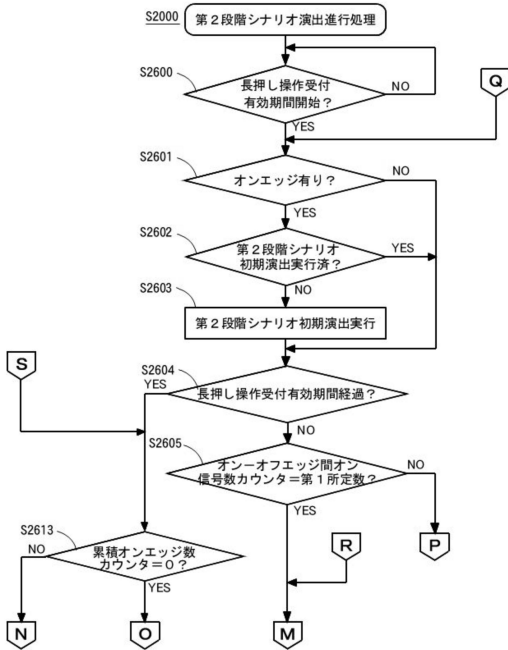 S2000
第2段階シナリオ演出進行処理
S2600
長押し操作受付
有効期間開始?
NO
Q
YES
S2601
オンエッジ有り?
NO
YES
S2602
第2段階シナリオ
初期演出実行済?
YES
NO
S2603
第2段階シナリオ初期演出実行
S
S2604
YES
長押し操作受付有効期間経過?
NO
S2605
オン−オフエッジ間オン
信号数カウンタ=第1所定数?
NO
YES
S2613
NO
累積オンエッジ数
カウンタ=0?
YES
R
P
N
O
M